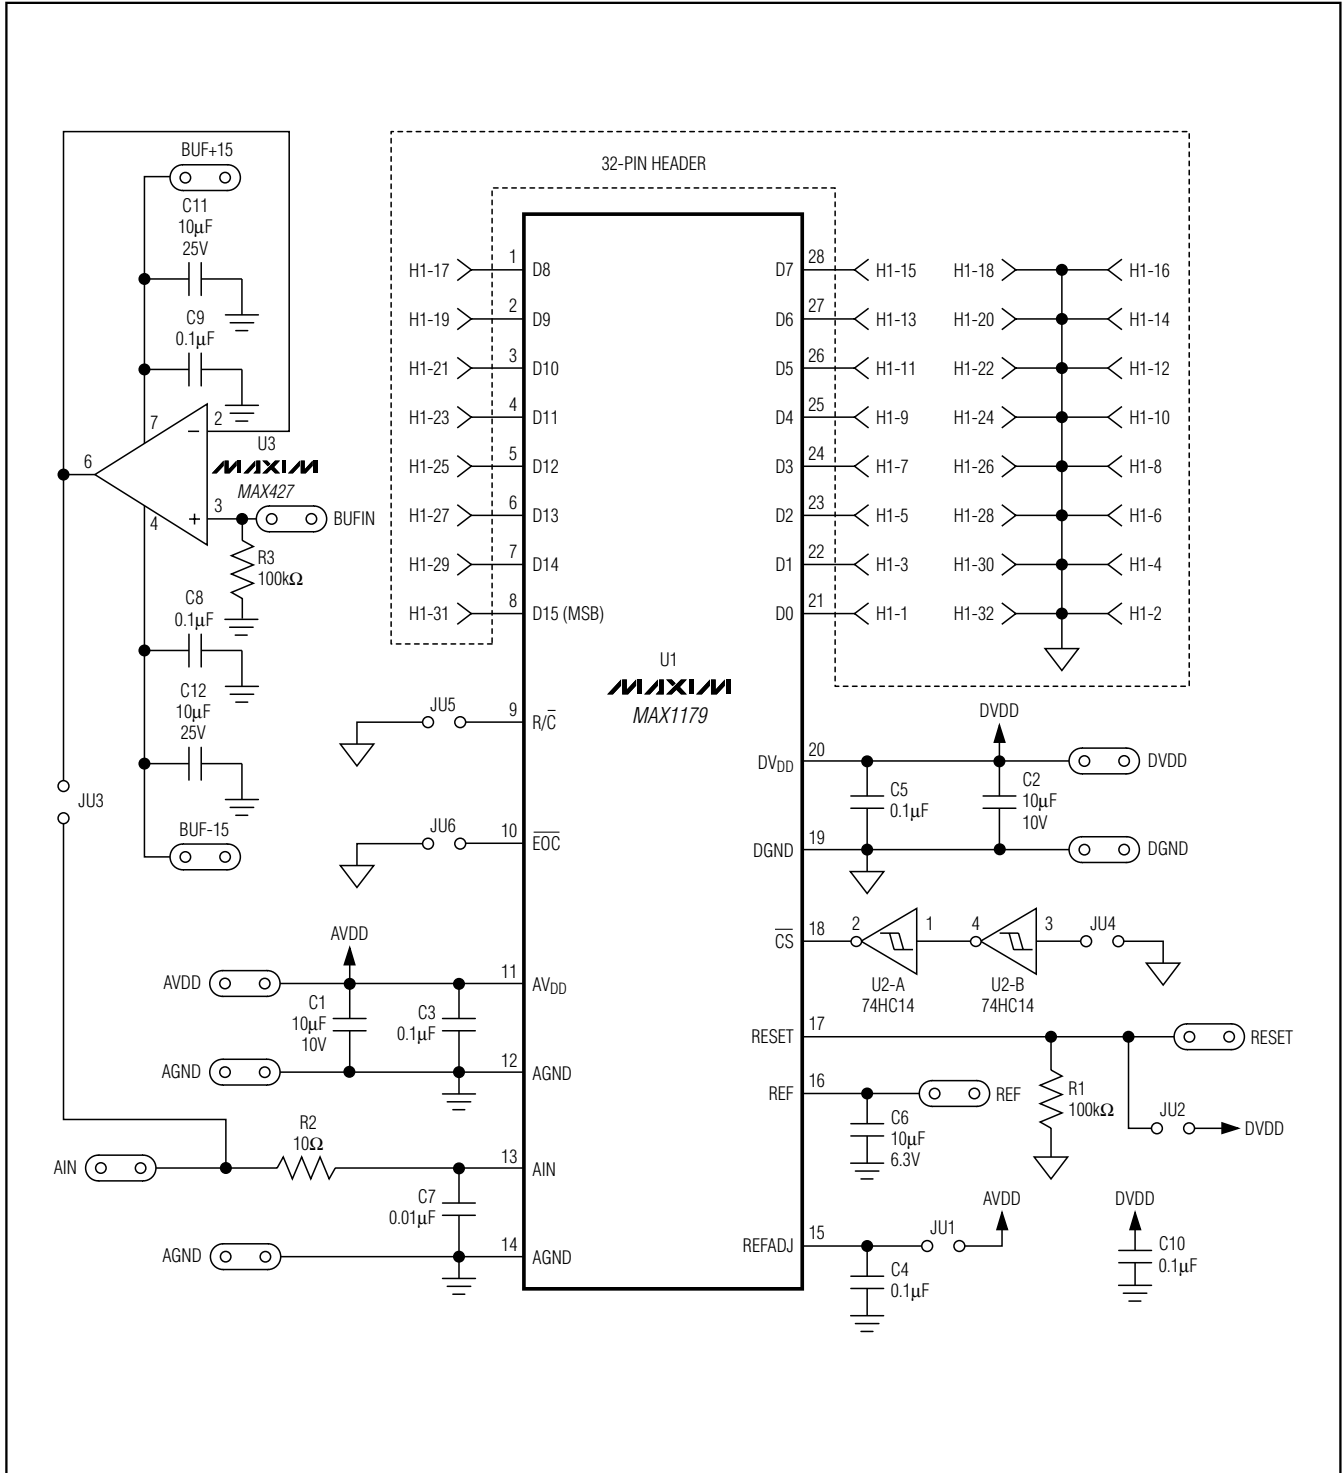 BUF+15
C11
10µF
25V
C9
0.1µF
7
2
−
U3
MAXIM
MAX427
6
3
+
4
BUFIN
R3
100kΩ
C8
0.1µF
C12
10µF
25V
JU3
BUF-15
32-PIN HEADER
H1-17 1 D8
H1-19 2 D9
H1-21 3 D10
H1-23 4 D11
H1-25 5 D12
H1-27 6 D13
H1-29 7 D14
H1-31 8 D15 (MSB)
D7 28 H1-15 H1-18 H1-16
D6 27 H1-13 H1-20 H1-14
D5 26 H1-11 H1-22 H1-12
D4 25 H1-9 H1-24 H1-10
D3 24 H1-7 H1-26 H1-8
D2 23 H1-5 H1-28 H1-6
D1 22 H1-3 H1-30 H1-4
D0 21 H1-1 H1-32 H1-2
U1
MAXIM
MAX1179
JU5 9 R/C̅
JU6 10 E̅O̅C̅
AVDD
AVDD 11 AVDD
C1
10µF
10V
C3
0.1µF
AGND 12 AGND
R2
10Ω
AIN 13 AIN
C7
0.01µF
AGND 14 AGND
DVDD
DVDD 20 DVDD
C5
0.1µF
C2
10µF
10V
DGND 19 DGND
C̅S̅ 18 2 1 4 3 JU4
U2-A
74HC14
U2-B
74HC14
RESET 17 RESET
REF 16 REF
R1
100kΩ
JU2
DVDD
C6
10µF
6.3V
AVDD
REFADJ 15 JU1
C4
0.1µF
DVDD
C10
0.1µF